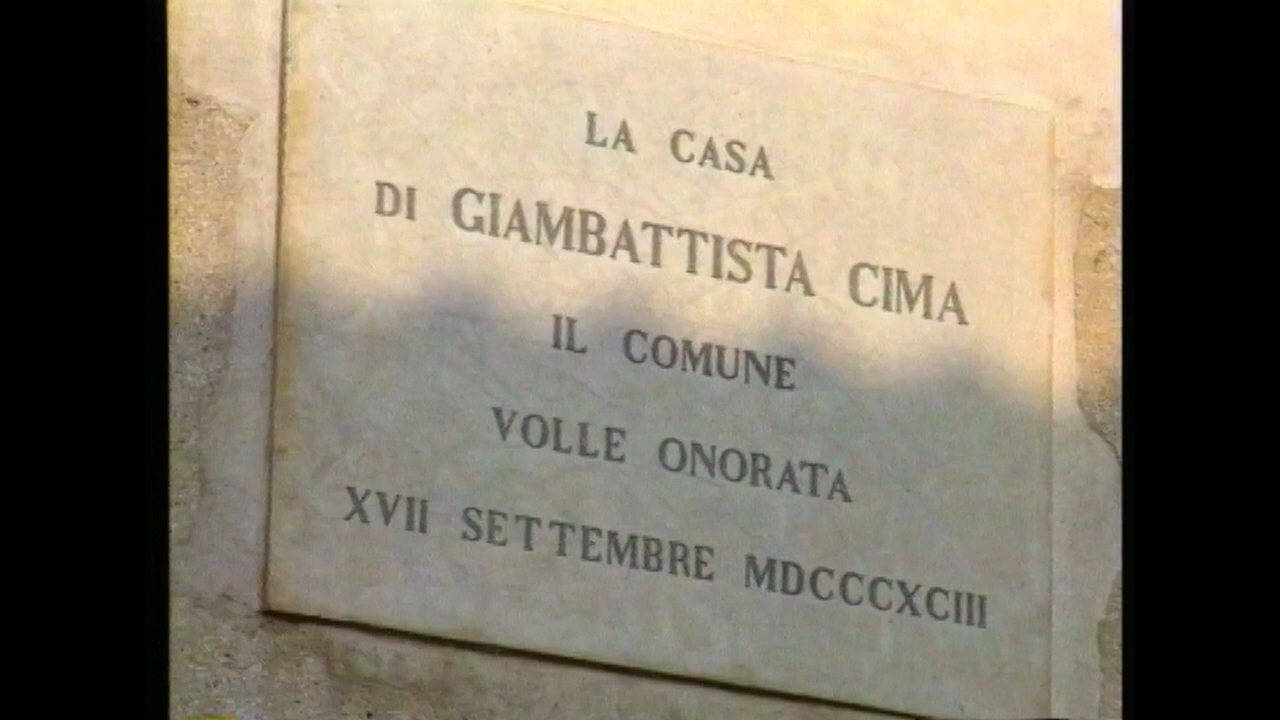 LA CASA
DI GIAMBATTISTA CIMA
IL COMUNE
VOLLE ONORATA
XVII SETTEMBRE MDCCCXCIII